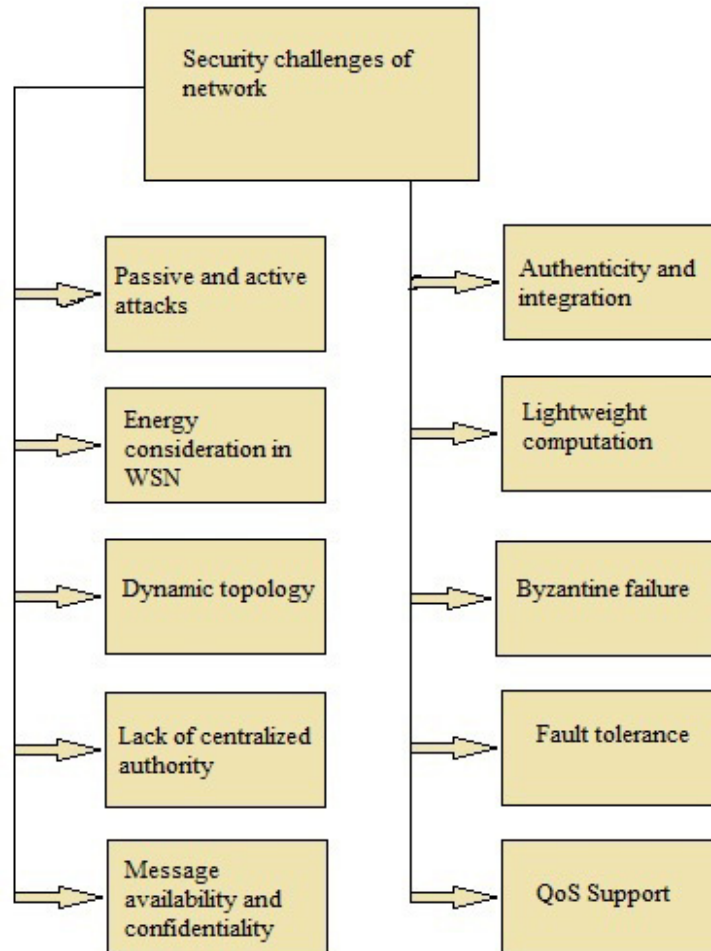 Security challenges of
network
Passive and active
attacks
Energy
consideration in
WSN
Dynamic topology
Lack of centralized
authority
Message
availability and
confidentiality
Authenticity and
integration
Lightweight
computation
Byzantine failure
Fault tolerance
QoS Support